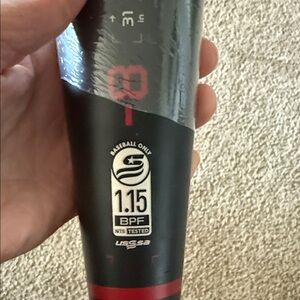 BASEBALL ONLY
1.15
BPF
NTS TESTED
USSSA